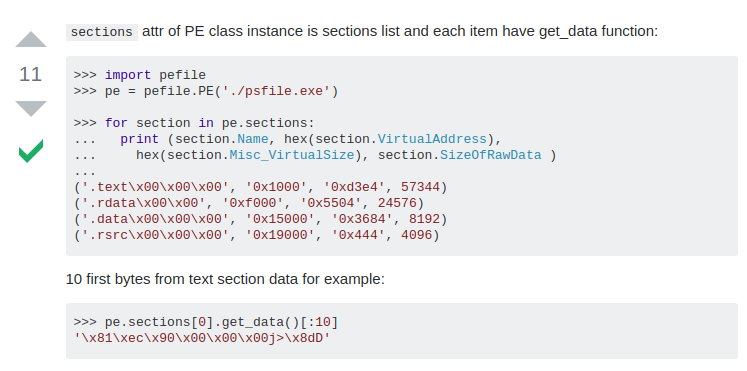 sections attr of PE class instance is sections list and each item have get_data function:
11
>>> import pefile
>>> pe = pefile.PE('./psfile.exe')
>>> for section in pe.sections:
...   print (section.Name, hex(section.VirtualAddress),
...     hex(section.Misc_VirtualSize), section.SizeOfRawData )
...
('.text\x00\x00\x00', '0x1000', '0xd3e4', 57344)
('.rdata\x00\x00', '0xf000', '0x5504', 24576)
('.data\x00\x00\x00', '0x15000', '0x3684', 8192)
('.rsrc\x00\x00\x00', '0x19000', '0x444', 4096)
10 first bytes from text section data for example:
>>> pe.sections[0].get_data()[:10]
'\x81\xec\x90\x00\x00\x00j>\x8dD'